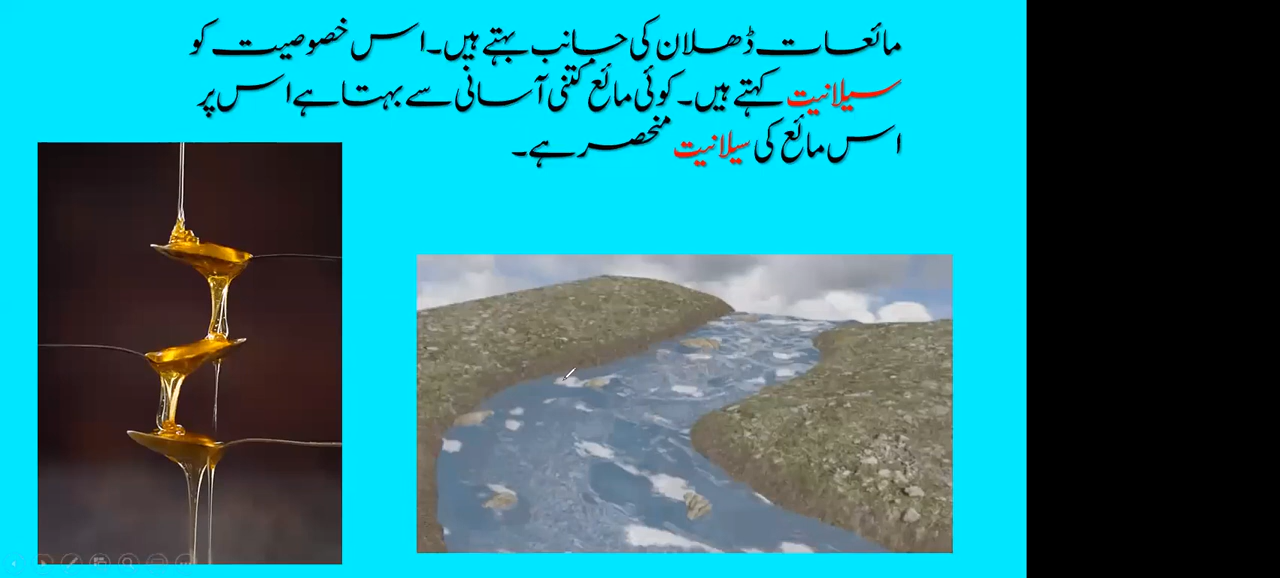 مائعات ڈھلان کی جانب بہتے ہیں۔اس خصوصیت کو
سیلانیت کہتے ہیں۔ کوئی مائع کتنی آسانی سے بہتا ہے اس پر
اس مائع کی سیلانیت منحصر ہے۔